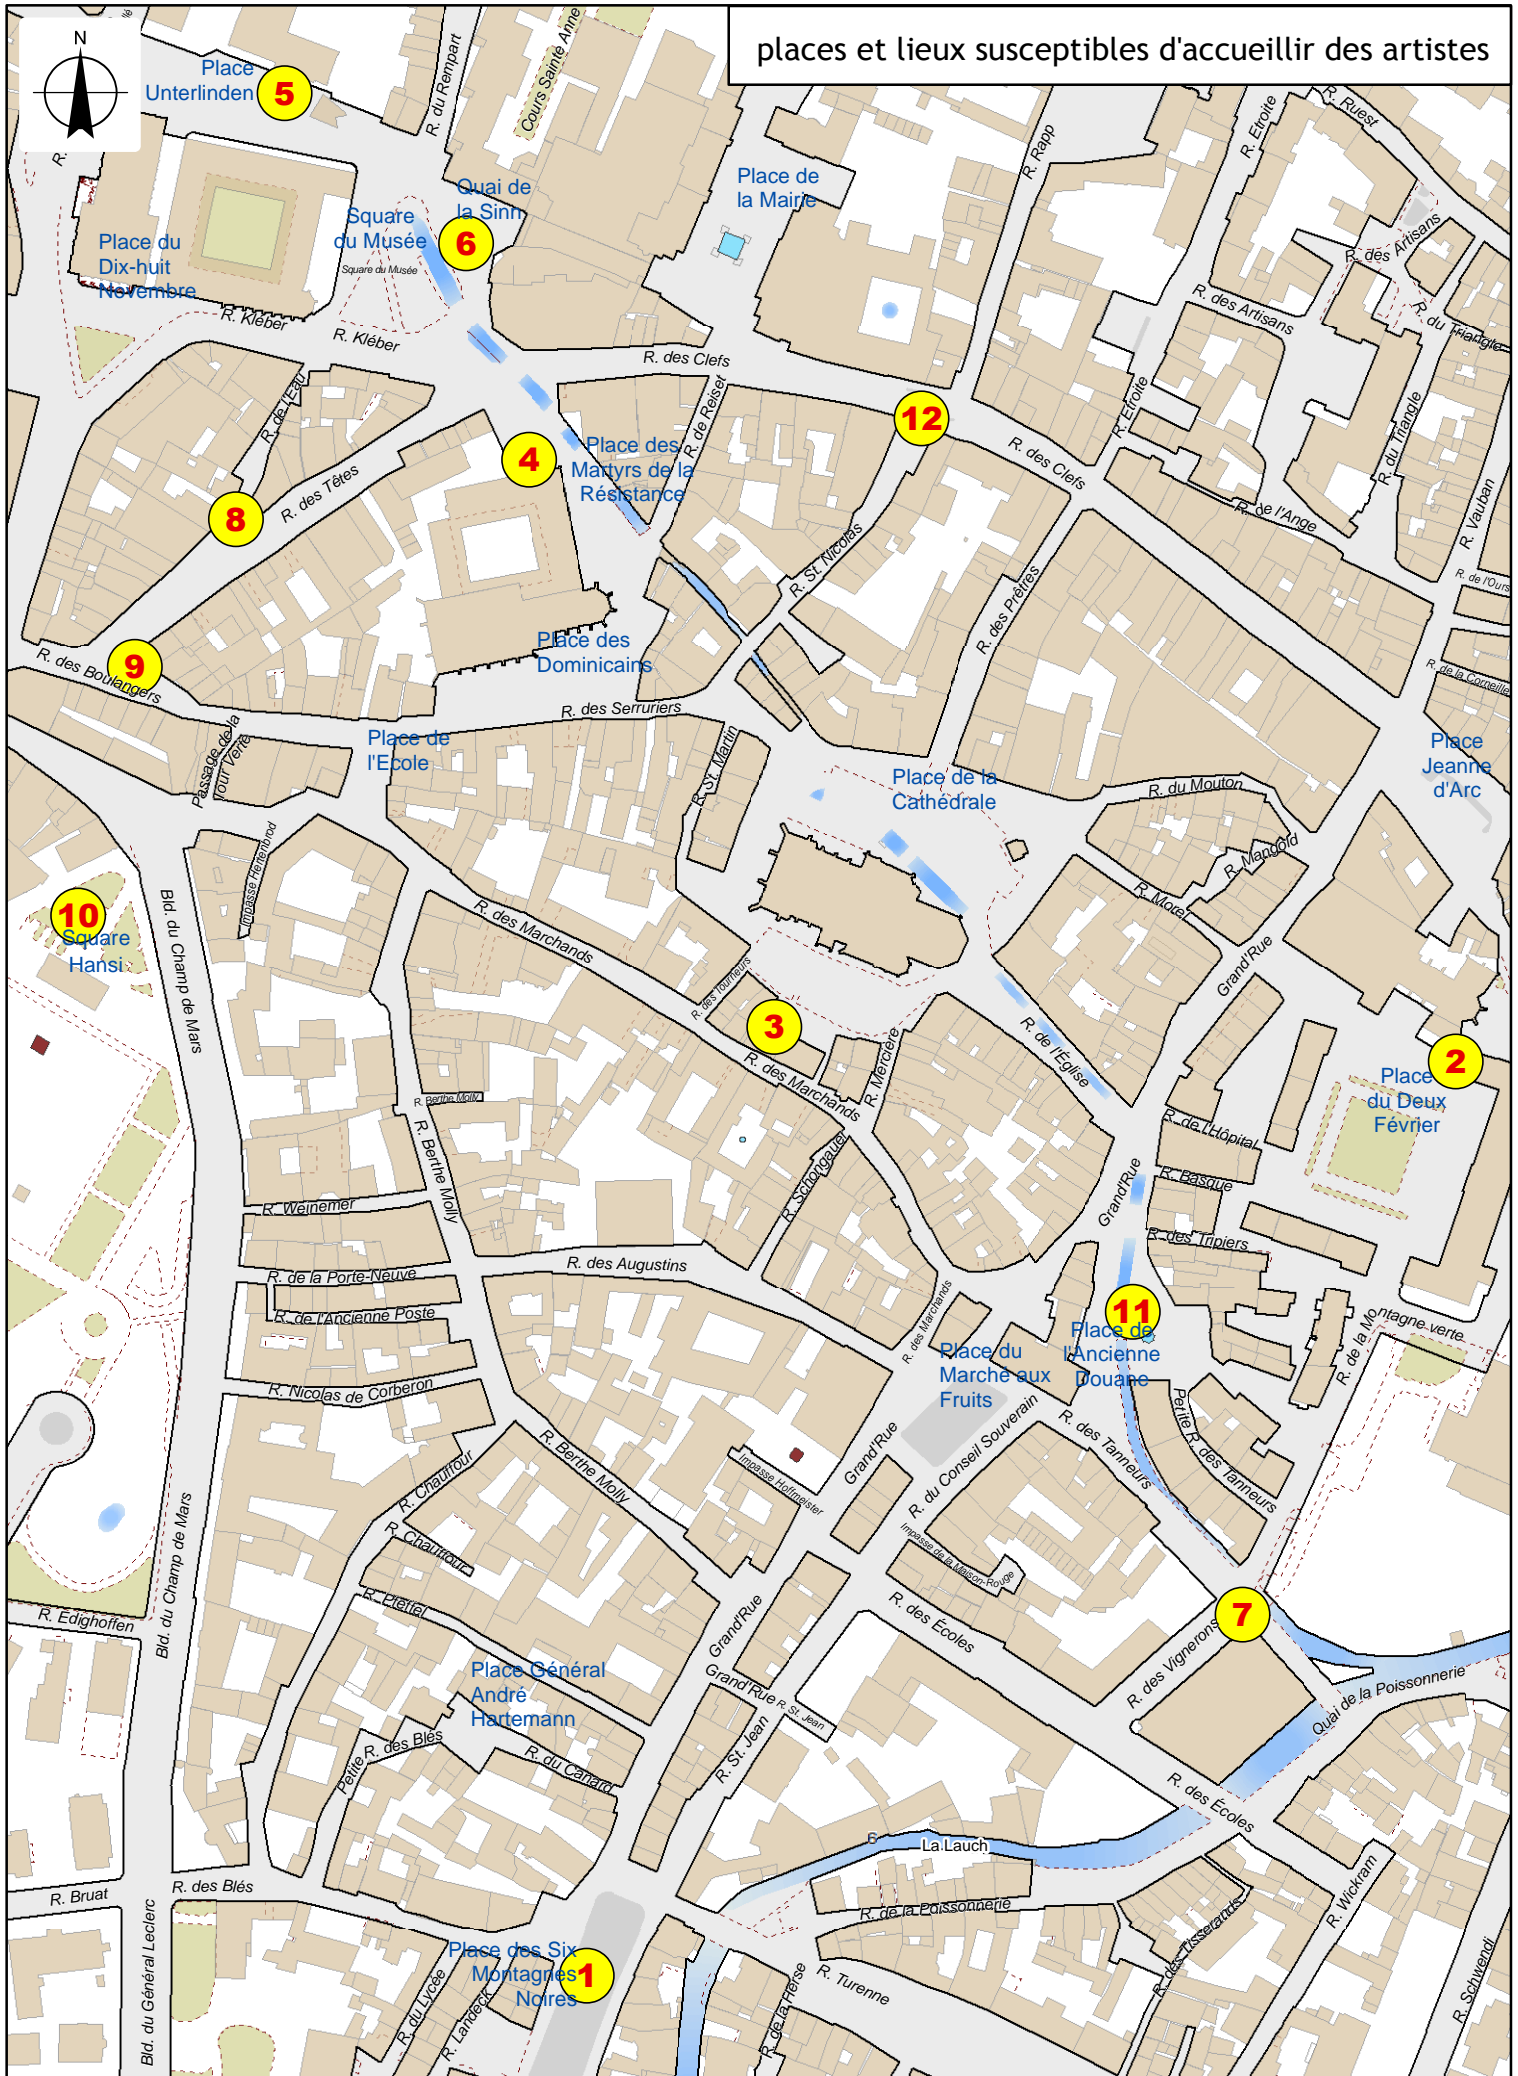 places et lieux susceptibles d'accueillir des artistes
N
Place
Unterlinden
5
R. du Rempart
Cours Sainte Anne
R. Rapp
R. Etroite
R. Ruest
Quai de
la Sinn
6
Square
du Musée
Square du Musée
Place de
la Mairie
Place du
Dix-huit
Novembre
R. des Artisans
R. des Artisans
R. du Triangle
R. Kléber
R. Kléber
R. des Clefs
R. de Reiset
R. Etroite
R. du Triangle
12
R. de l'Eau
4
Place des
Martyrs de la
Résistance
R. des Clefs
R. des Têtes
8
R. de l'Ange
R. Vauban
R. St. Nicolas
R. des Prêtres
R. de l'Ours
Place des
Dominicains
9
R. des Boulangers
R. de la Corneille
R. des Serruriers
Passage de la
Tour Verte
Place de
l'Ecole
R. St. Martin
Place de la
Cathédrale
R. du Mouton
Place
Jeanne
d'Arc
R. Mangold
R. Morel
Impasse Hertenbrod
10
Square
Hansi
Bld. du Champ de Mars
R. des Marchands
R. des Tourneurs
Grand'Rue
3
R. des Marchands
R. Mercière
R. de l'Église
2
Place
du Deux
Février
R. Berthe Molly
R. Berthe Molly
R. Schongauer
R. de l'Hôpital
R. Basque
Grand'Rue
R. des Tripiers
R. Weinemer
R. des Augustins
R. de la Porte-Neuve
R. de l'Ancienne Poste
R. des Marchands
11
Place de
l'Ancienne
Douane
Place du
Marche aux
Fruits
R. de la Montagne verte
R. Nicolas de Corberon
R. des Tanneurs
Petite R. des Tanneurs
R. Berthe Molly
R. Chauffour
Grand'Rue
R. du Conseil Souverain
Impasse Hoffmeister
Impasse de la Maison-Rouge
R. Chauffour
Bld. du Champ de Mars
R. Edighoffen
R. Pfeffel
Grand'Rue
R. des Écoles
7
R. des Vignerons
Quai de la Poissonnerie
Place Général
André
Hartemann
Grand'Rue
R. St. Jean
R. St. Jean
Petite R. des Blés
R. du Canard
R. des Écoles
6
La Lauch
R. Bruat
R. des Blés
Bld. du Général Leclerc
R. de la Poissonnerie
R. Wickram
R. des Tisserands
R. Schwendi
Place des Six
Montagnes
Noires
1
R. du Lycée
R. Landeck
R. de la Herse
R. Turenne